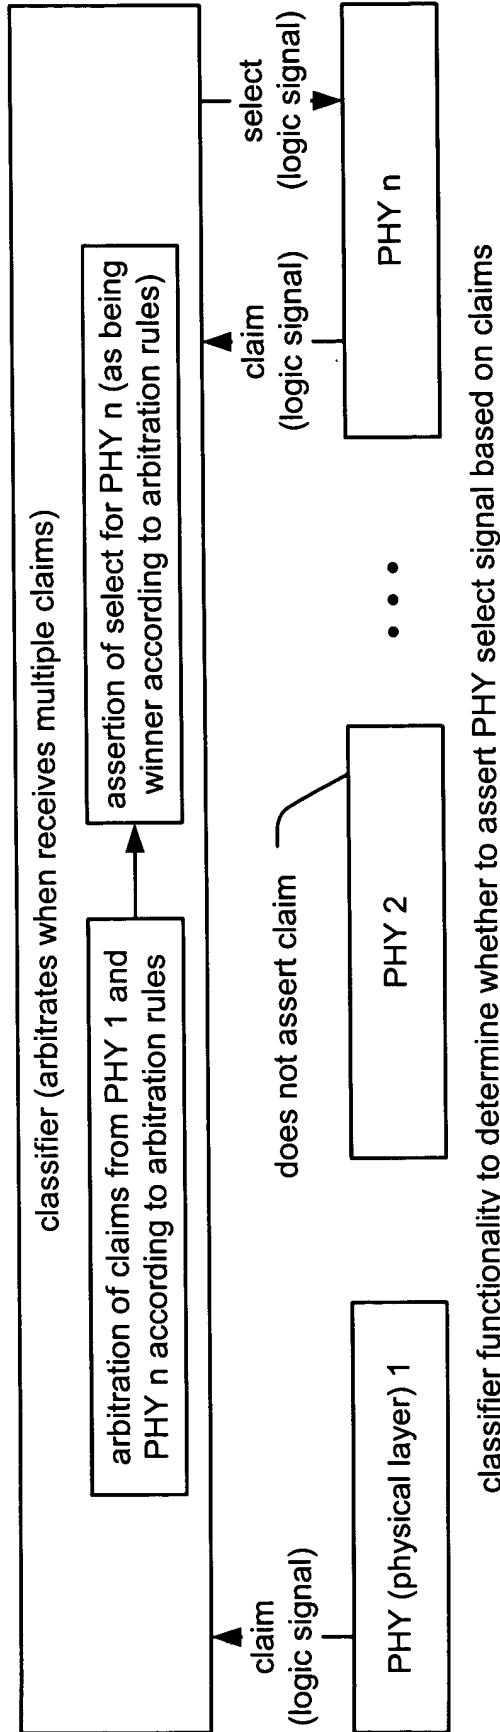 classifier (arbitrates when receives multiple claims)
arbitration of claims from PHY 1 and
PHY n according to arbitration rules
assertion of select for PHY n (as being
winner according to arbitration rules)
claim
(logic signal)
does not assert claim
claim
(logic signal)
select
(logic signal)
PHY (physical layer) 1
PHY 2
• • •
PHY n
classifier functionality to determine whether to assert PHY select signal based on claims